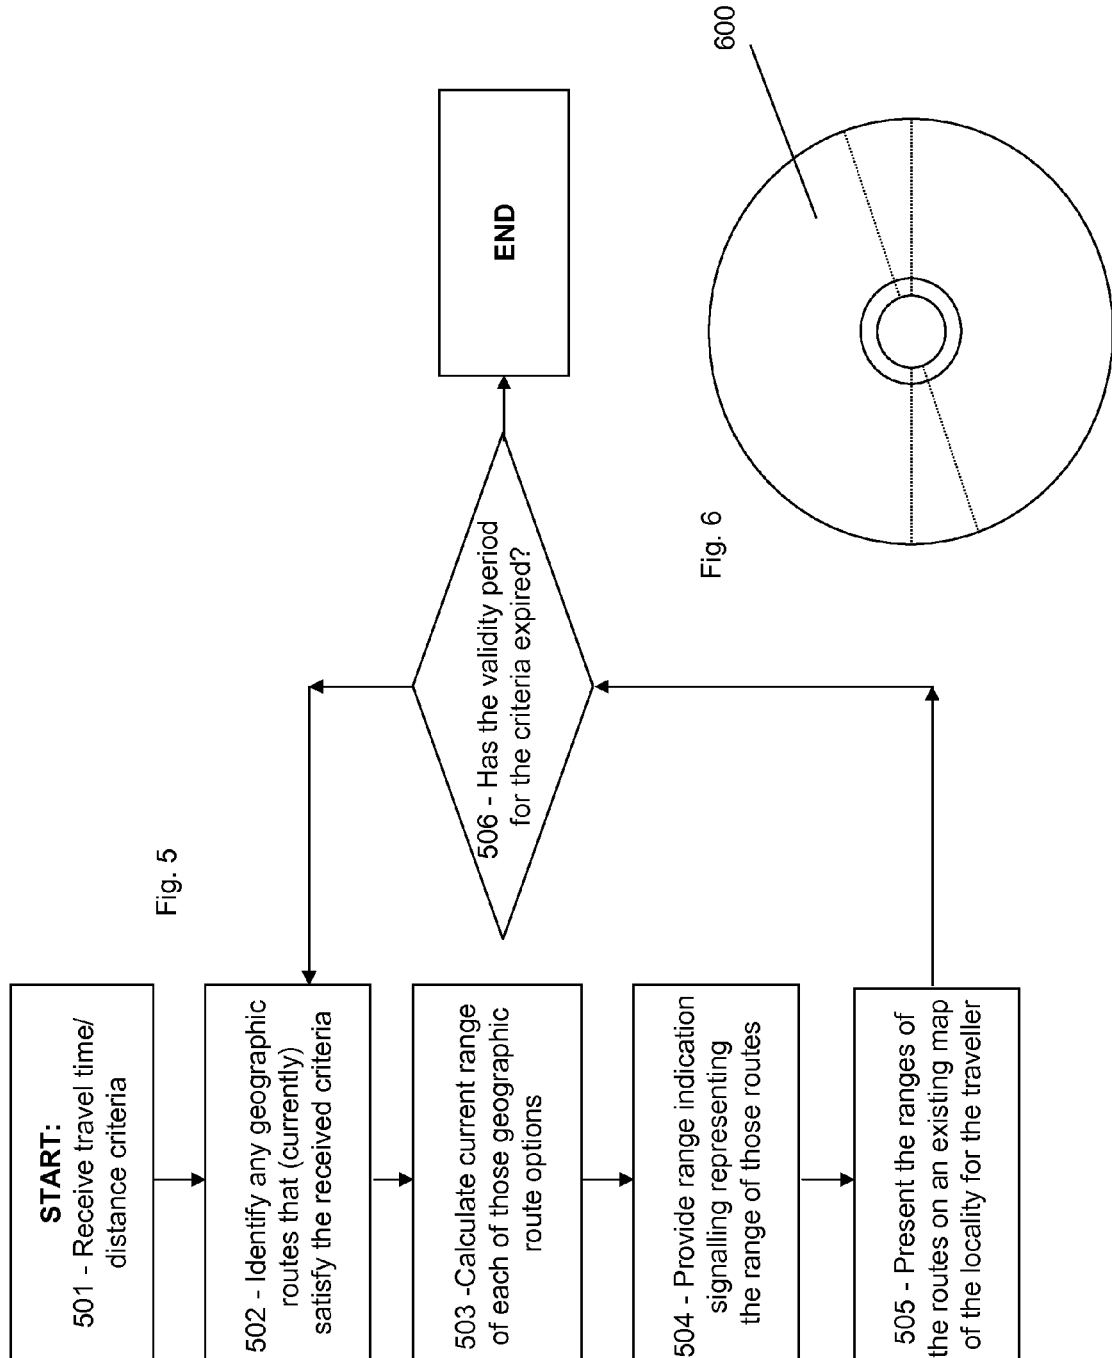 START:
501 - Receive travel time/
distance criteria
502 - Identify any geographic
routes that (currently)
satisfy the received criteria
503 -Calculate current range
of each of those geographic
route options
504 - Provide range indication
signalling representing
the range of those routes
505 - Present the ranges of
the routes on an existing map
of the locality for the traveller
506 - Has the validity period
for the criteria expired?
END
Fig. 5
600
Fig. 6